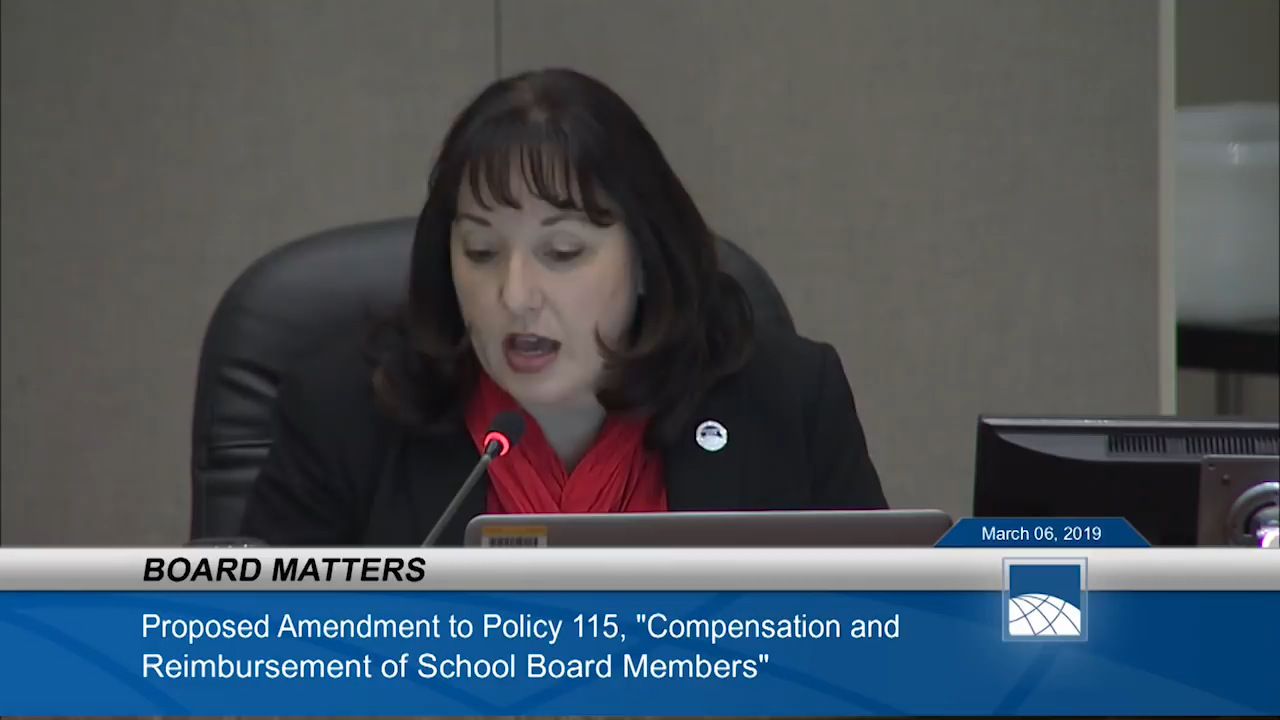 March 06, 2019
BOARD MATTERS
Proposed Amendment to Policy 115, "Compensation and
Reimbursement of School Board Members"